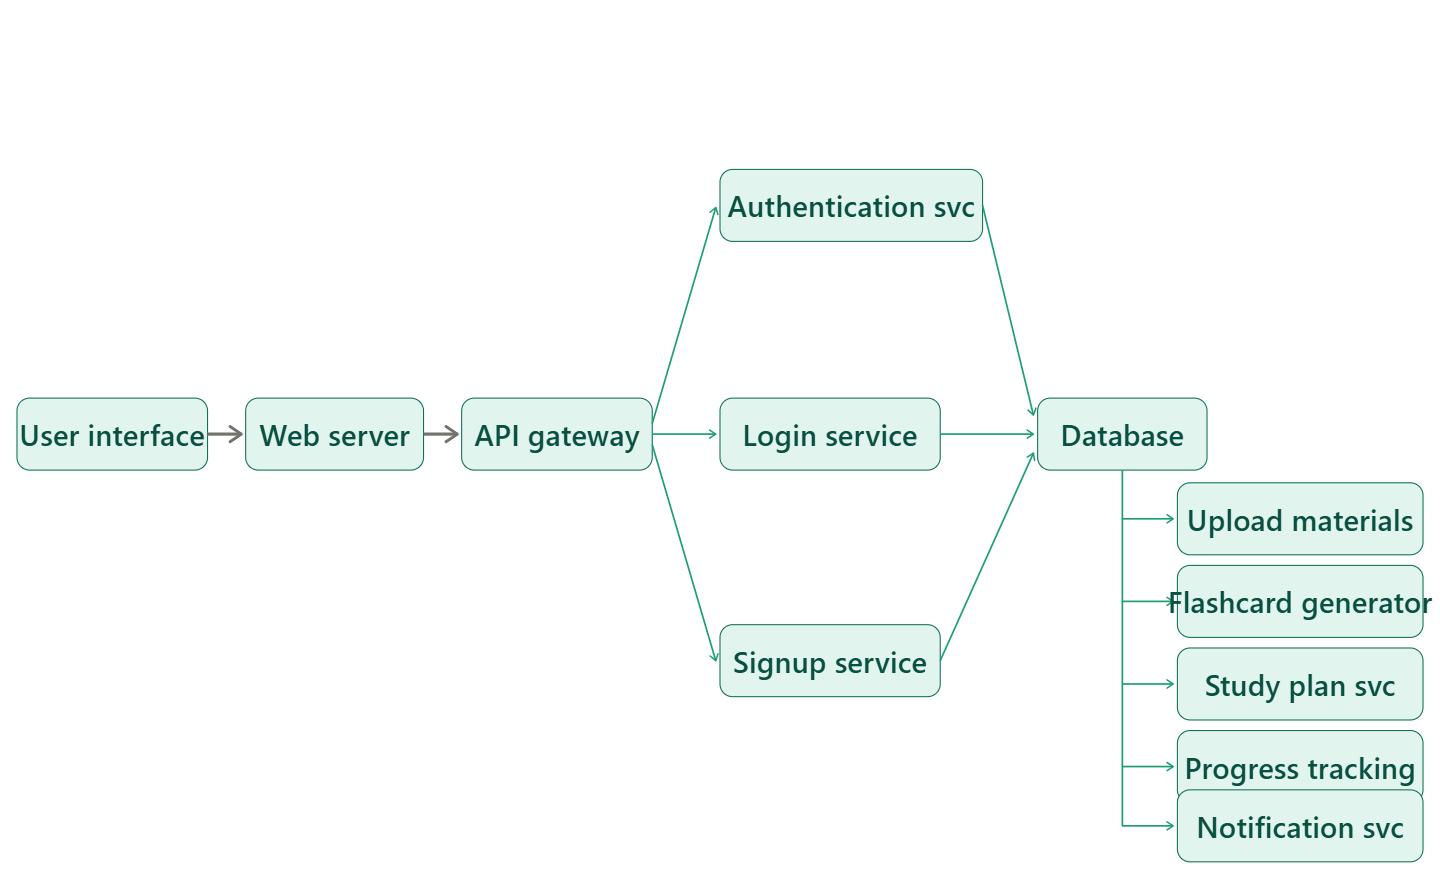 Authentication svc
User interface
Web server
API gateway
Login service
Database
Upload materials
Flashcard generator
Signup service
Study plan svc
Progress tracking
Notification svc